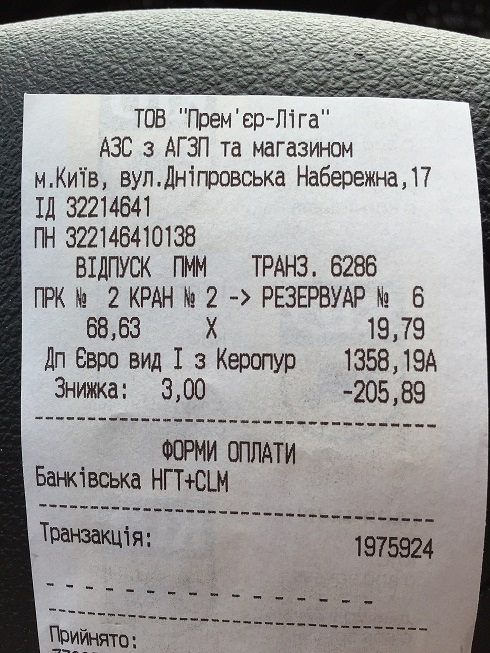 ТОВ "Прем'єр-Ліга"
АЗС з АГЗП та магазином
м.Київ, вул.Дніпровська Набережна,17
ІД 32214641
ПН 322146410138
ВІДПУСК ПММ ТРАНЗ. 6286
ПРК № 2 КРАН № 2 -> РЕЗЕРВУАР № 6
68,63 X 19,79
Дп Євро вид І з Керопур 1358,19А
Знижка: 3,00 -205,89
ФОРМИ ОПЛАТИ
Банківська НГТ+CLM
Транзакція: 1975924
Прийнято: